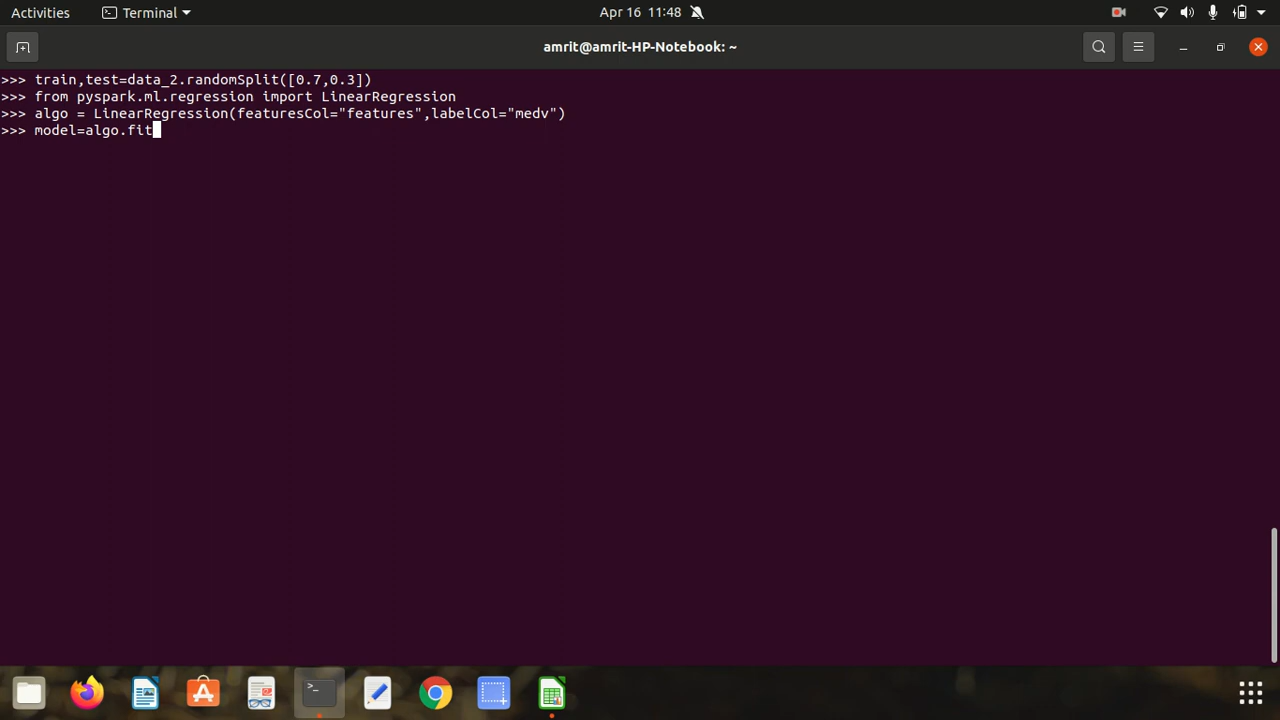 Activities
Terminal
Apr 16 11:48
amrit@amrit-HP-Notebook: ~
>>> train,test=data_2.randomSplit([0.7,0.3])
>>> from pyspark.ml.regression import LinearRegression
>>> algo = LinearRegression(featuresCol="features",labelCol="medv")
>>> model=algo.fit